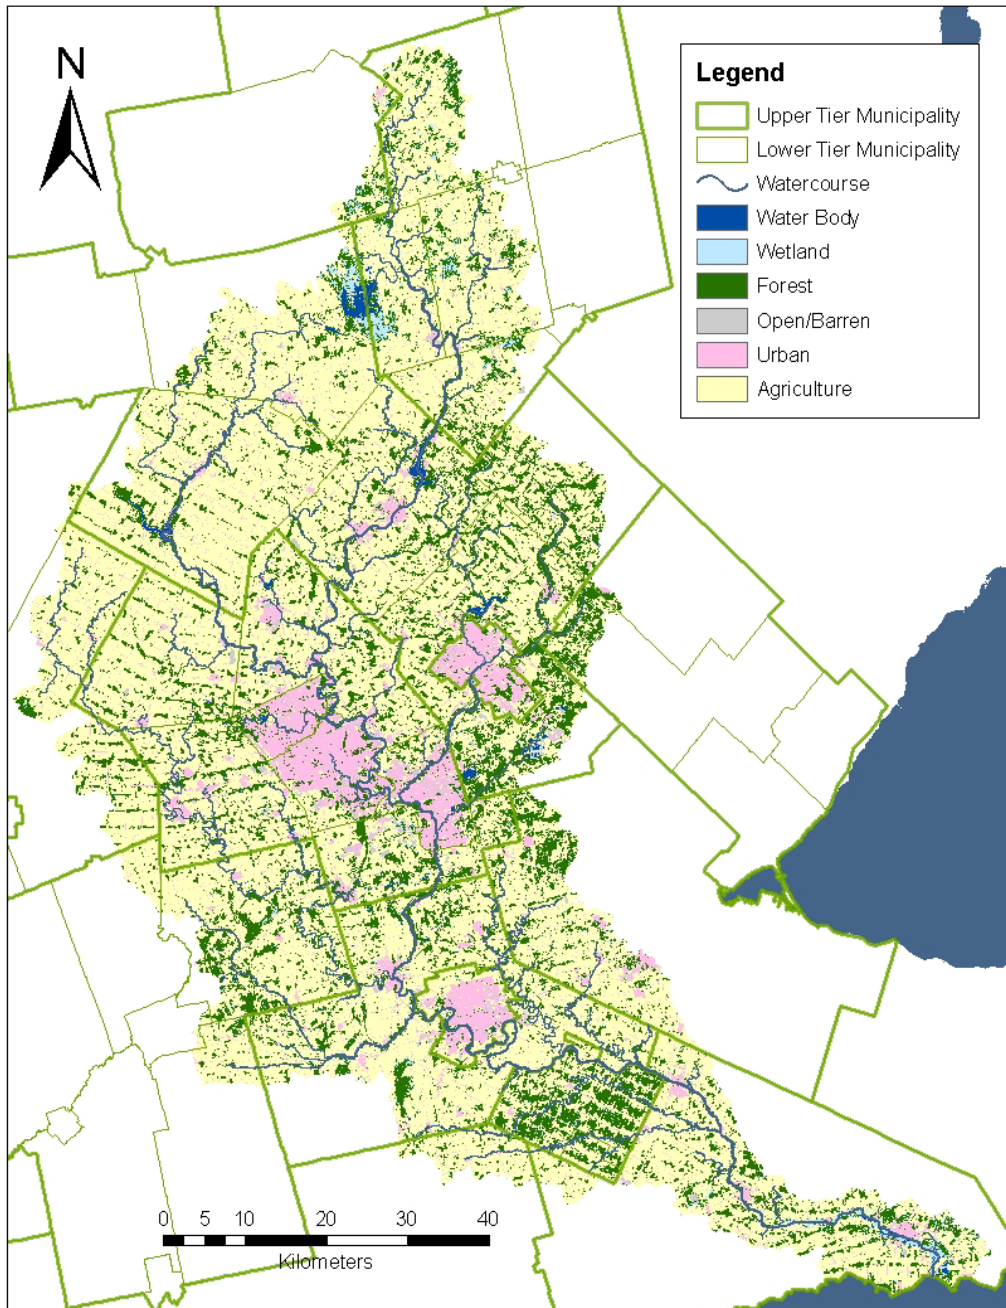 N
Legend
Upper Tier Municipality
Lower Tier Municipality
Watercourse
Water Body
Wetland
Forest
Open/Barren
Urban
Agriculture
0 5 10 20 30 40
Kilometers